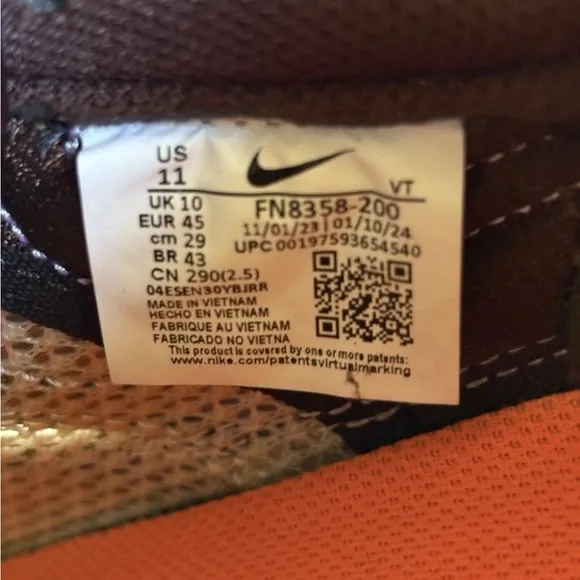 US
11
VT
UK 10
EUR 45
cm 29
BR 43
CN 290(2.5)
FN8358-200
11/01/23 | 01/10/24
UPC 00197593654540
04ESEN30YBJRR
MADE IN VIETNAM
HECHO EN VIETNAM
FABRIQUE AU VIETNAM
FABRICADO NO VIETNA
This product is covered by one or more patents:
www.nike.com/patentsvirtualmarking